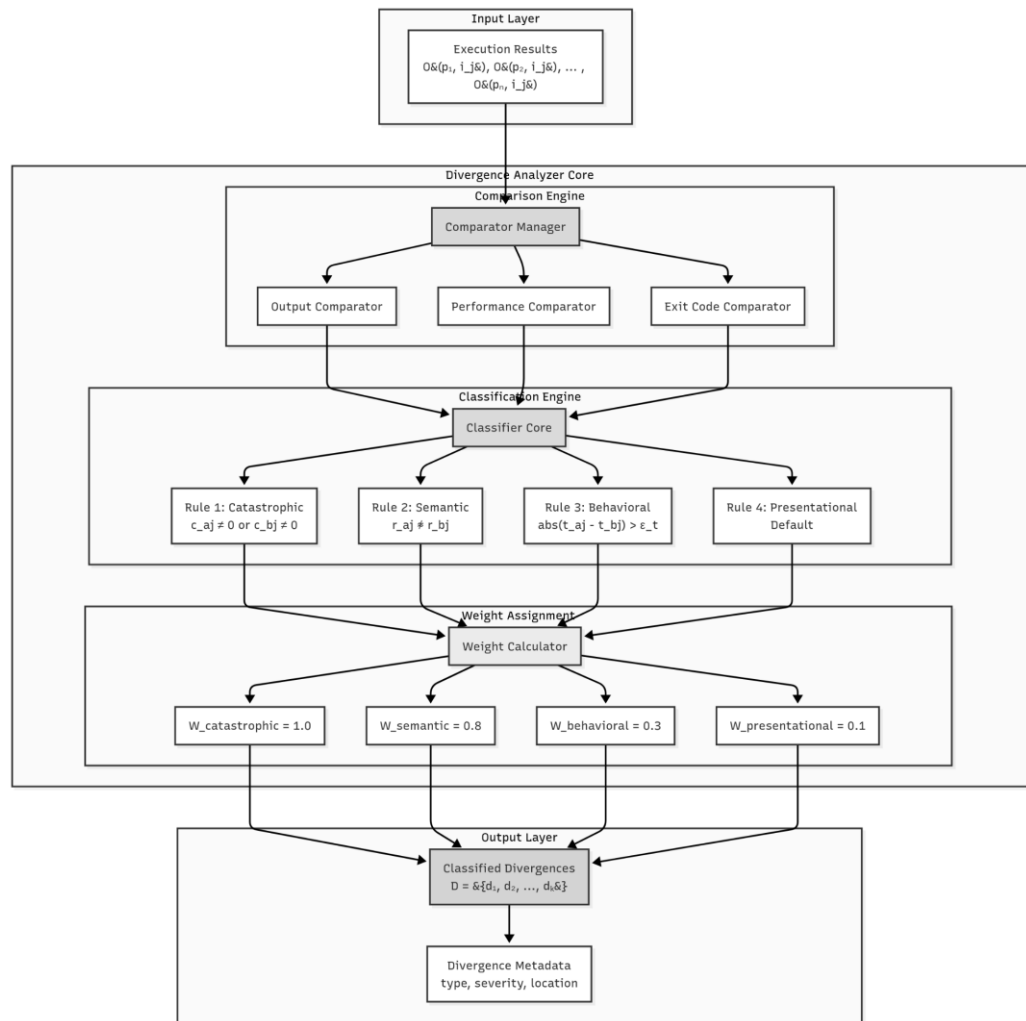 Input Layer
Execution Results
O&(p₁, i_j&), O&(p₂, i_j&), ... ,
O&(pₙ, i_j&)
Divergence Analyzer Core
Comparison Engine
Comparator Manager
Output Comparator
Performance Comparator
Exit Code Comparator
Classification Engine
Classifier Core
Rule 1: Catastrophic
c_aj ≠ 0 or c_bj ≠ 0
Rule 2: Semantic
r_aj ≠ r_bj
Rule 3: Behavioral
abs(t_aj - t_bj) > ε_t
Rule 4: Presentational
Default
Weight Assignment
Weight Calculator
W_catastrophic = 1.0
W_semantic = 0.8
W_behavioral = 0.3
W_presentational = 0.1
Output Layer
Classified Divergences
D = &{d₁, d₂, ..., dₖ&}
Divergence Metadata
type, severity, location